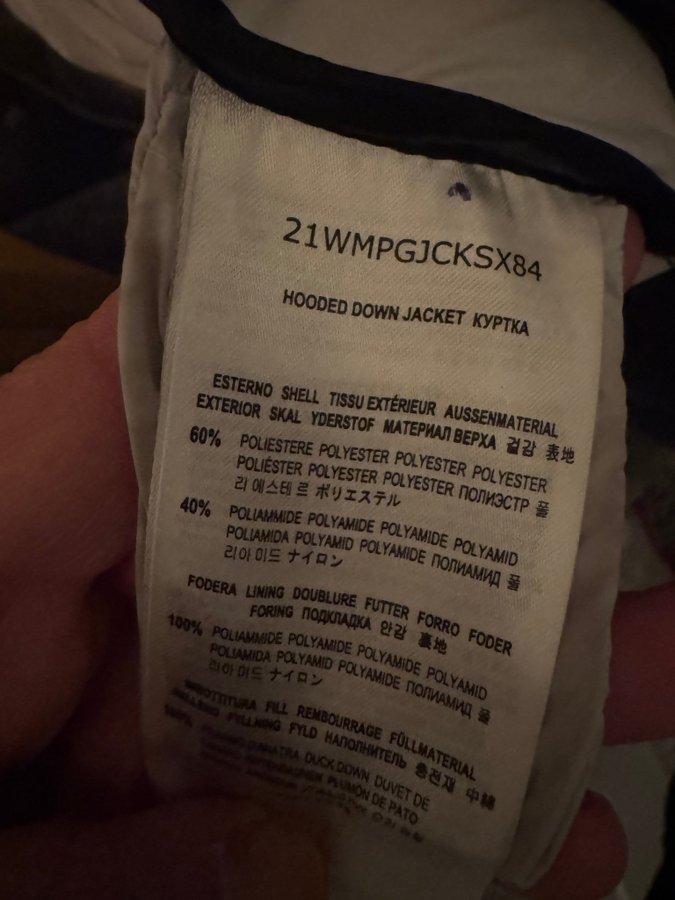 21WMPGJCKSX84
HOODED DOWN JACKET КУРТКА
ESTERNO SHELL TISSU EXTÉRIEUR AUSSENMATERIAL
EXTERIOR SKAL YDERSTOF МАТЕРИАЛ ВЕРХА 겉감 表地
60% POLIESTERE POLYESTER POLYESTER POLYESTER
POLIÉSTER POLYESTER POLYESTER ПОЛИЭСТР 폴
리 에스테 르 ポリエステル
40% POLIAMMIDE POLYAMIDE POLYAMIDE POLYAMID
POLIAMIDA POLYAMID POLYAMIDE ПОЛИАМИД 폴
리아 미드 ナイロン
FODERA LINING DOUBLURE FUTTER FORRO FODER
FORING ПОДКЛАДКА 안감 裏地
100% POLIAMMIDE POLYAMIDE POLYAMIDE POLYAMID
POLIAMIDA POLYAMID POLYAMIDE ПОЛИАМИД 폴
리아 미드 ナイロン
IMBOTTITURA FILL REMBOURRAGE FÜLLMATERIAL
RELLENO FYLLNING FYLD НАПОЛНИТЕЛЬ 충전재 中綿
D'ANATRA DUCK DOWN DUVET DE
PLUMÓN DE PATO